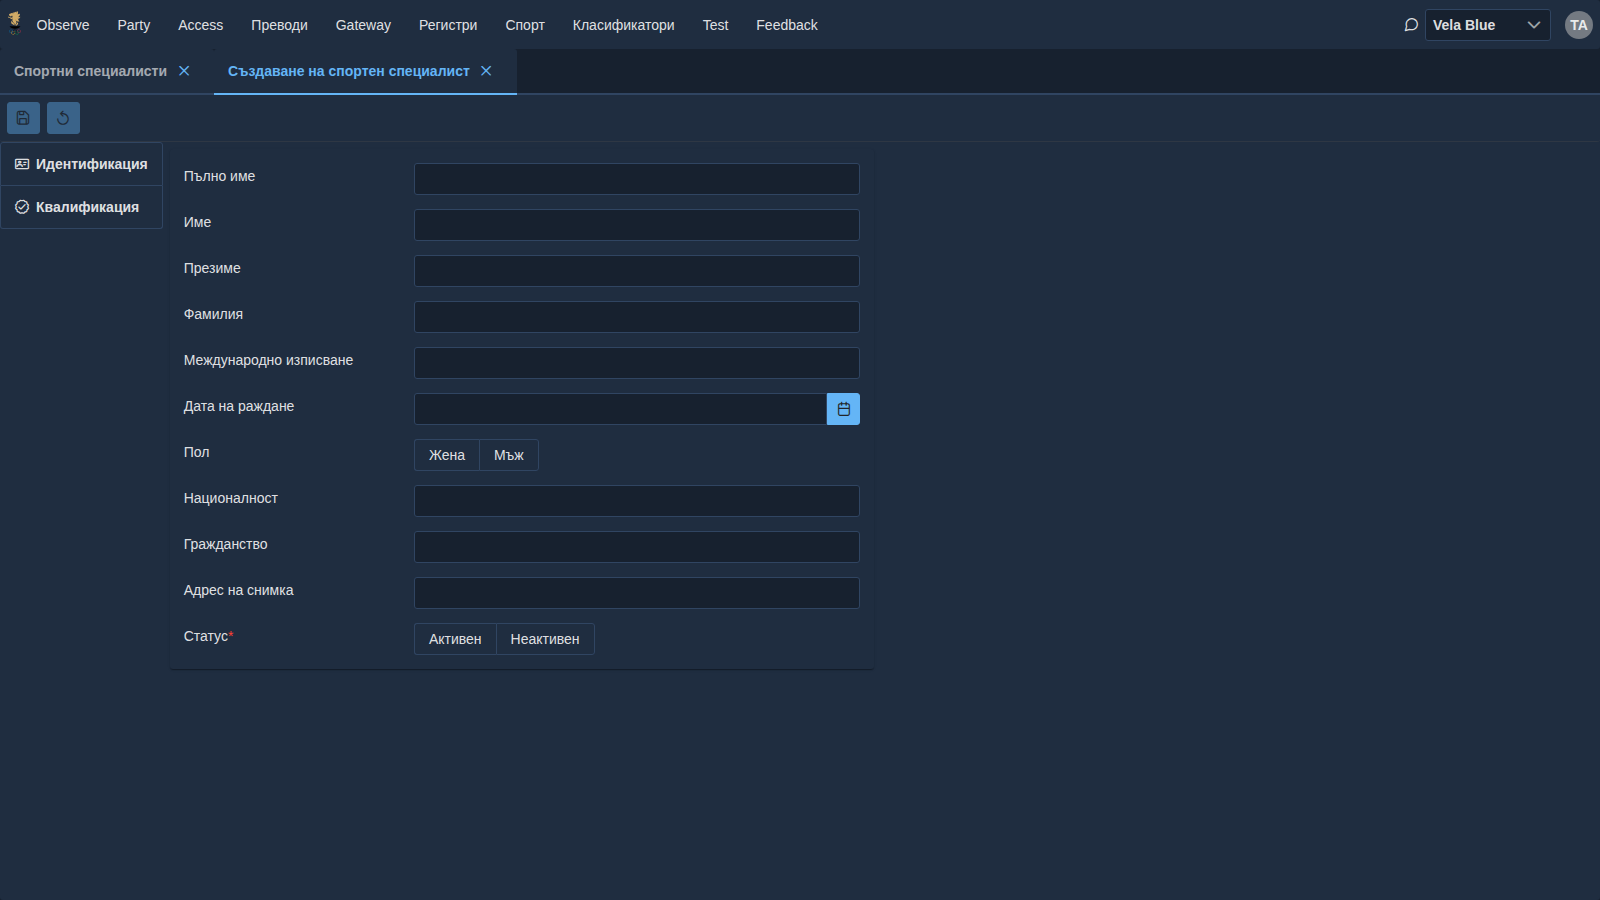 Observe Party Access Преводи Gateway Регистри Спорт Класификатори Test Feedback Vela Blue TA
Спортни специалисти Създаване на спортен специалист
Идентификация
Квалификация
Пълно име
Име
Презиме
Фамилия
Международно изписване
Дата на раждане
Пол Жена Мъж
Националност
Гражданство
Адрес на снимка
Статус* Активен Неактивен